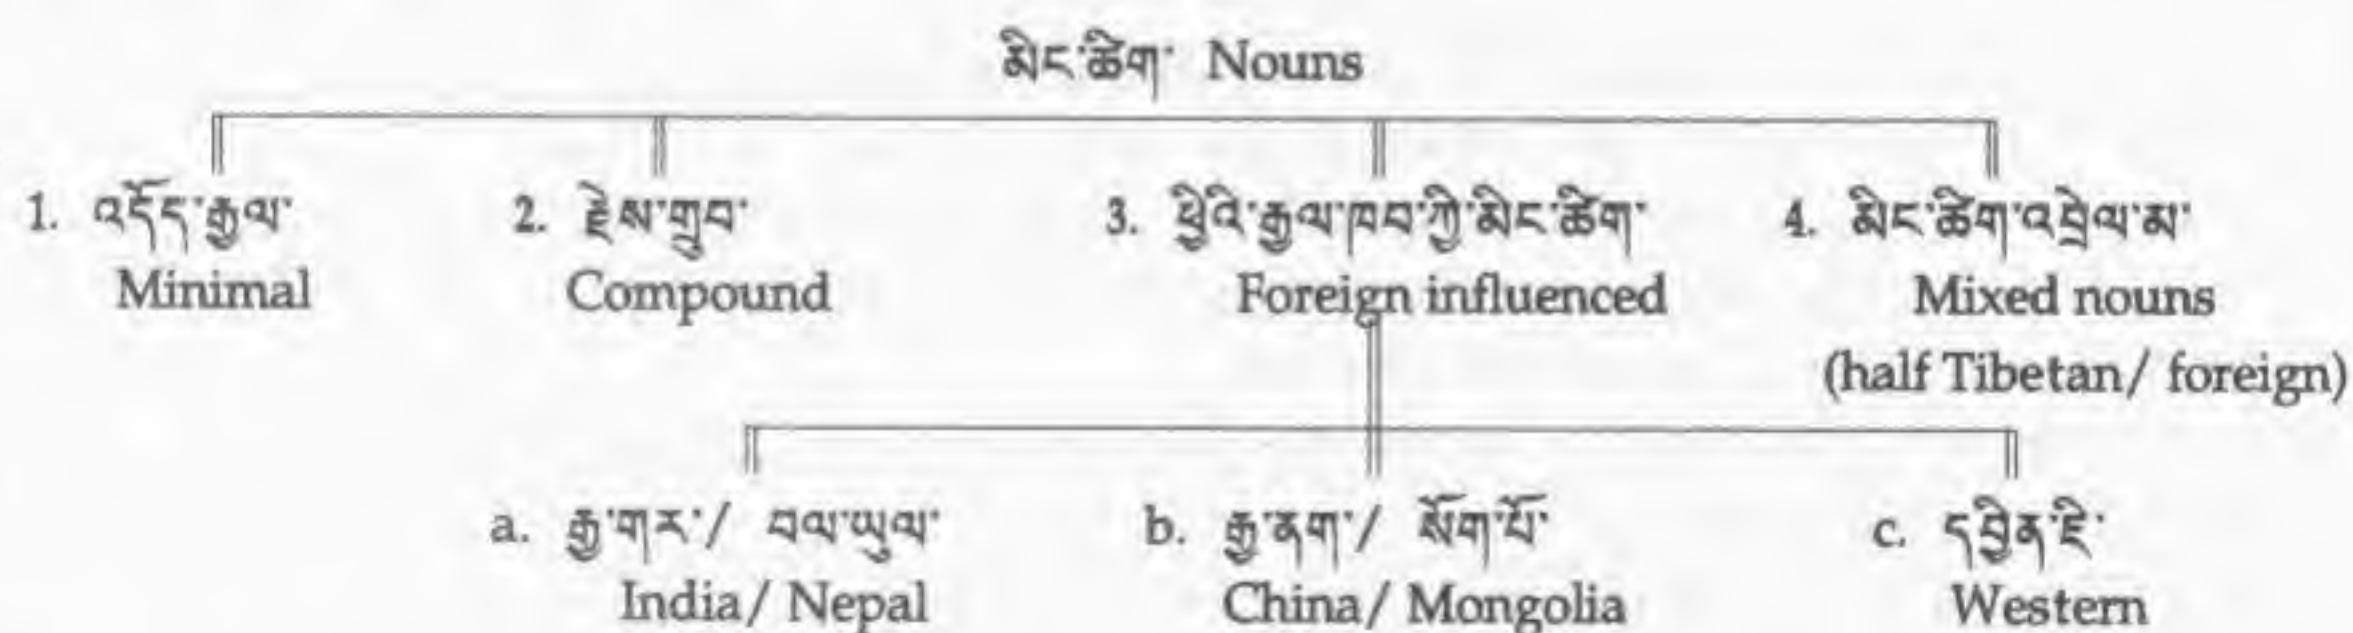 མིང་ཚིག་ Nouns
1. འདོད་རྒྱལ་ 2. རྗེས་གྲུབ་ 3. ཕྱིའི་རྒྱལ་ཁབ་ཀྱི་མིང་ཚིག་ 4. མིང་ཚིག་འབྲེལ་མ་
Minimal Compound Foreign influenced Mixed nouns
(half Tibetan/ foreign)
a. རྒྱ་གར་/ བལ་ཡུལ་ b. རྒྱ་ནག་/ སོག་པོ་ c. དབྱིན་ཇི་
India/ Nepal China/ Mongolia Western